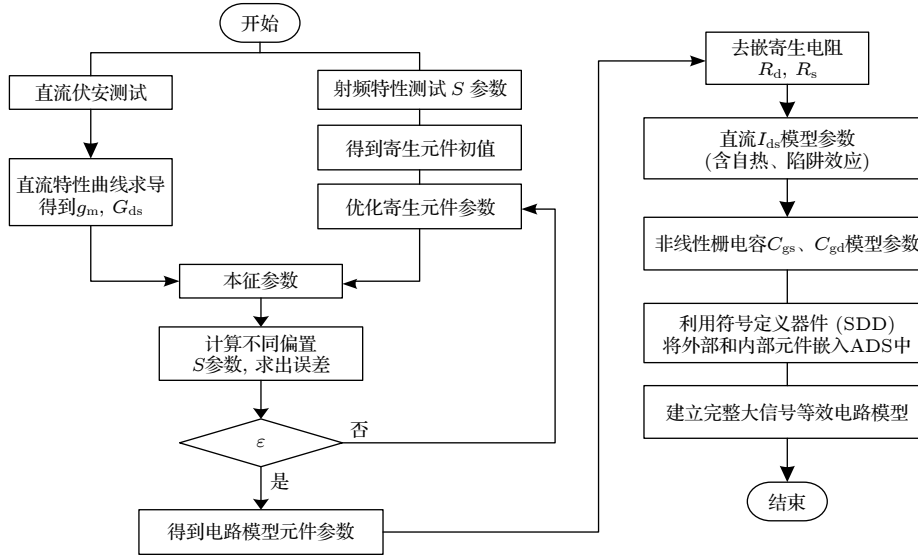 开始
直流伏安测试
直流特性曲线求导
得到gm, Gds
射频特性测试 S 参数
得到寄生元件初值
优化寄生元件参数
本征参数
计算不同偏置
S参数, 求出误差
ε
否
是
得到电路模型元件参数
去嵌寄生电阻
Rd, Rs
直流Ids模型参数
(含自热、陷阱效应)
非线性栅电容Cgs、Cgd模型参数
利用符号定义器件 (SDD)
将外部和内部元件嵌入ADS中
建立完整大信号等效电路模型
结束